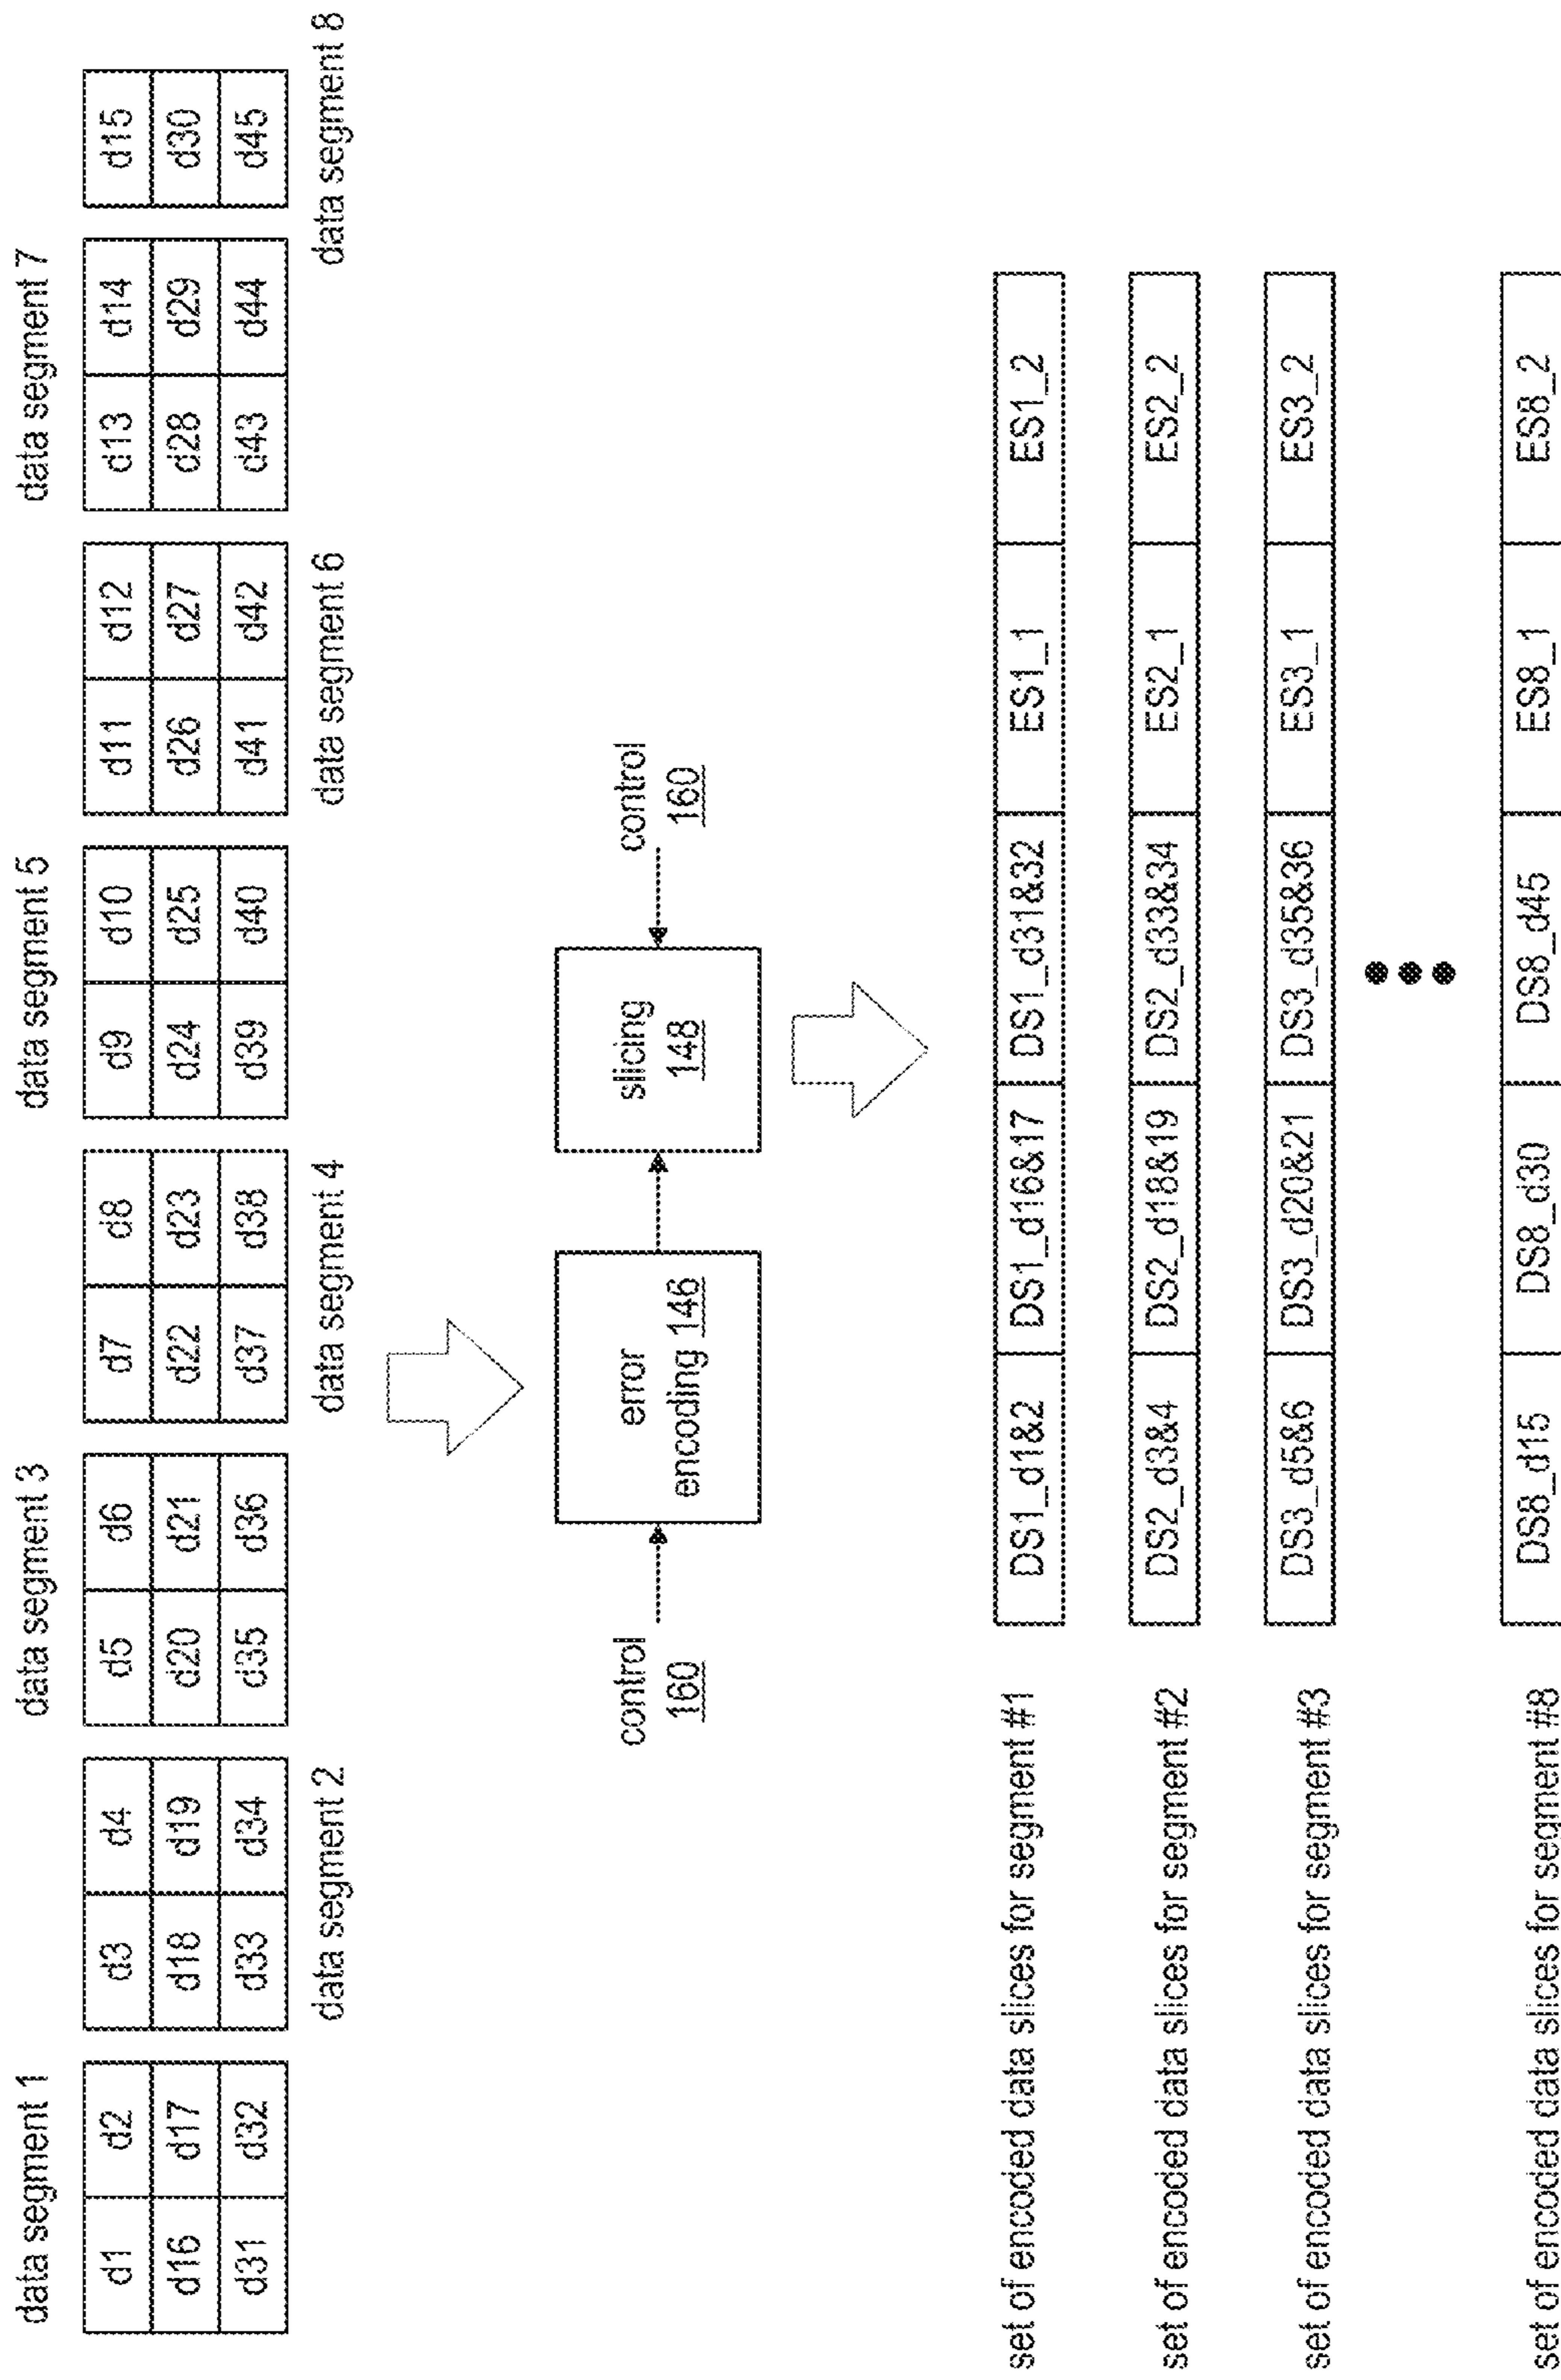 data segment 1
data segment 3
data segment 5
data segment 7
d1 d2 d3 d4 d5 d6 d7 d8 d9 d10 d11 d12 d13 d14 d15
d16 d17 d18 d19 d20 d21 d22 d23 d24 d25 d26 d27 d28 d29 d30
d31 d32 d33 d34 d35 d36 d37 d38 d39 d40 d41 d42 d43 d44 d45
data segment 2
data segment 4
data segment 6
data segment 8
control
160
error
encoding 146
slicing
148
control
160
set of encoded data slices for segment #1 DS1_d1&2 DS1_d16&17 DS1_d31&32 ES1_1 ES1_2
set of encoded data slices for segment #2 DS2_d3&4 DS2_d18&19 DS2_d33&34 ES2_1 ES2_2
set of encoded data slices for segment #3 DS3_d5&6 DS3_d20&21 DS3_d35&36 ES3_1 ES3_2
set of encoded data slices for segment #8 DS8_d15 DS8_d30 DS8_d45 ES8_1 ES8_2